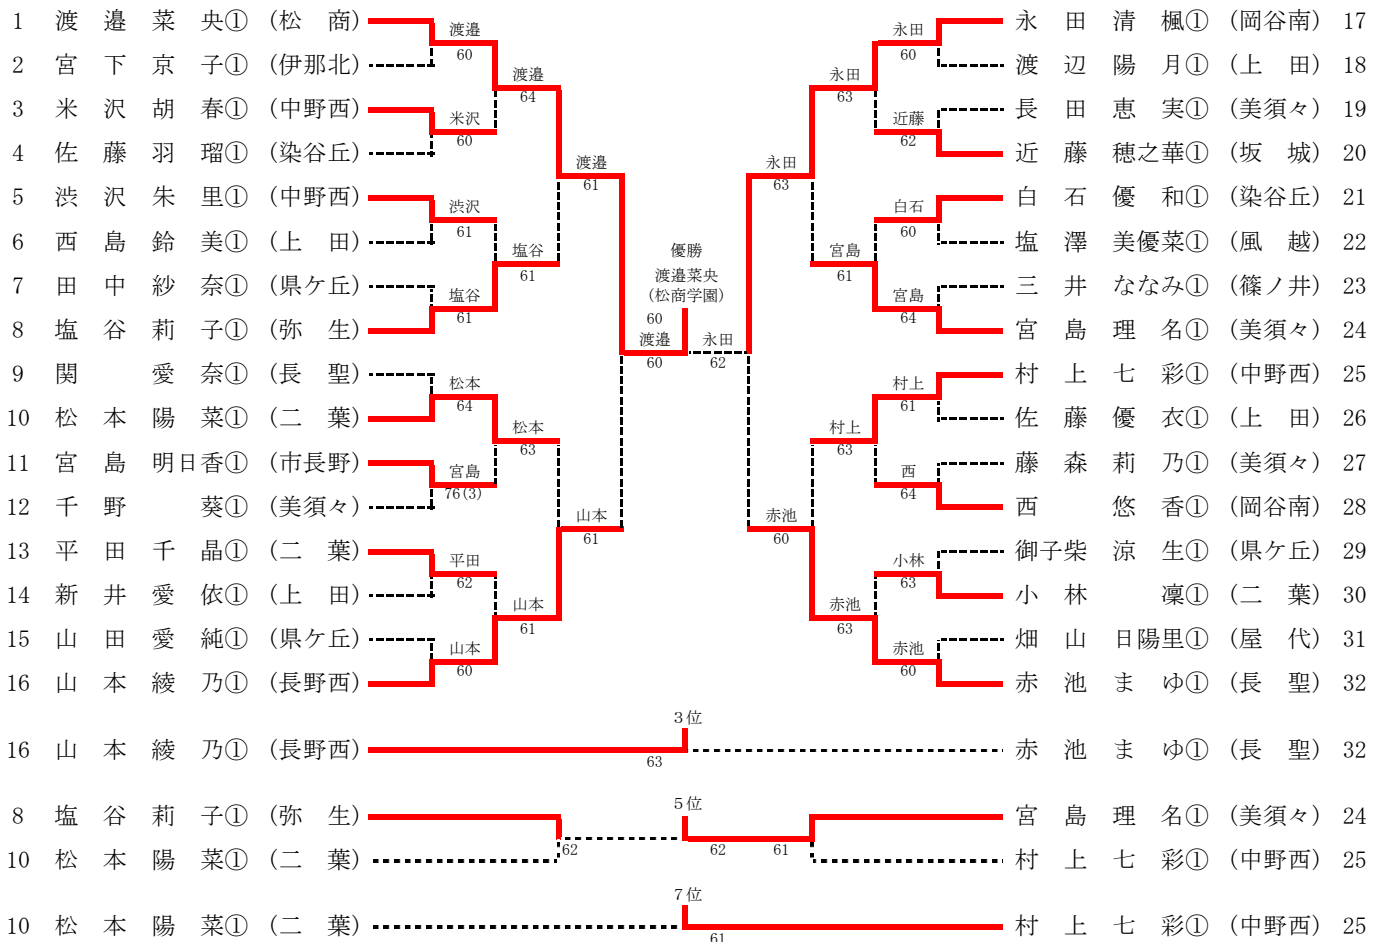 1 渡 邉 菜 央① (松 商) 渡邉 60 永田 60 永 田 清 楓① (岡谷南) 17
2 宮 下 京 子① (伊那北) 渡邉 64 永田 63 渡 辺 陽 月① (上 田) 18
3 米 沢 胡 春① (中野西) 米沢 60 近藤 62 長 田 恵 実① (美須々) 19
4 佐 藤 羽 瑠① (染谷丘) 渡邉 61 永田 63 近 藤 穂之華① (坂 城) 20
5 渋 沢 朱 里① (中野西) 渋沢 61 白石 60 白 石 優 和① (染谷丘) 21
6 西 島 鈴 美① (上 田) 塩谷 61 優勝 宮島 61 塩 澤 美優菜① (風 越) 22
7 田 中 紗 奈① (県ケ丘) 塩谷 61 渡邉菜央 (松商学園) 宮島 64 三 井 ななみ① (篠ノ井) 23
8 塩 谷 莉 子① (弥 生) 60 渡邉 60 永田 62 宮 島 理 名① (美須々) 24
9 関 愛 奈① (長 聖) 松本 64 村上 61 村 上 七 彩① (中野西) 25
10 松 本 陽 菜① (二 葉) 松本 63 村上 63 佐 藤 優 衣① (上 田) 26
11 宮 島 明日香① (市長野) 宮島 76(3) 西 64 藤 森 莉 乃① (美須々) 27
12 千 野 葵① (美須々) 山本 61 赤池 60 西 悠 香① (岡谷南) 28
13 平 田 千 晶① (二 葉) 平田 62 小林 63 御子柴 涼 生① (県ケ丘) 29
14 新 井 愛 依① (上 田) 山本 61 赤池 63 小 林 凜① (二 葉) 30
15 山 田 愛 純① (県ケ丘) 山本 60 赤池 60 畑 山 日陽里① (屋 代) 31
16 山 本 綾 乃① (長野西) 赤 池 ま ゆ① (長 聖) 32
3位
16 山 本 綾 乃① (長野西) 63 赤 池 ま ゆ① (長 聖) 32
5位
8 塩 谷 莉 子① (弥 生) 宮 島 理 名① (美須々) 24
62 62 61
10 松 本 陽 菜① (二 葉) 村 上 七 彩① (中野西) 25
7位
10 松 本 陽 菜① (二 葉) 61 村 上 七 彩① (中野西) 25